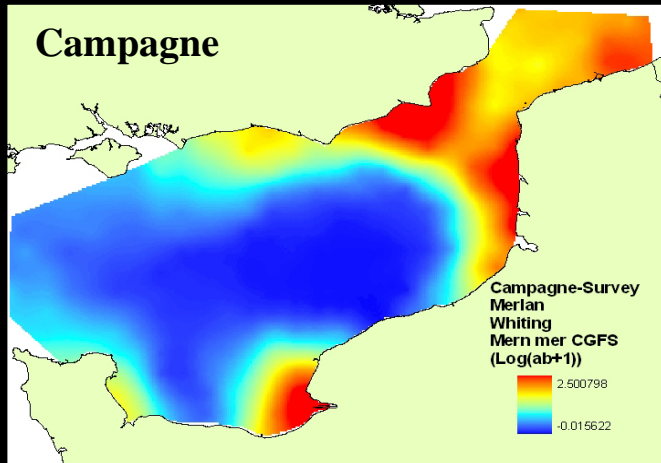 Campagne
Campagne-Survey
Merlan
Whiting
Mern mer CGFS
(Log(ab+1))
2.500798
-0.015622